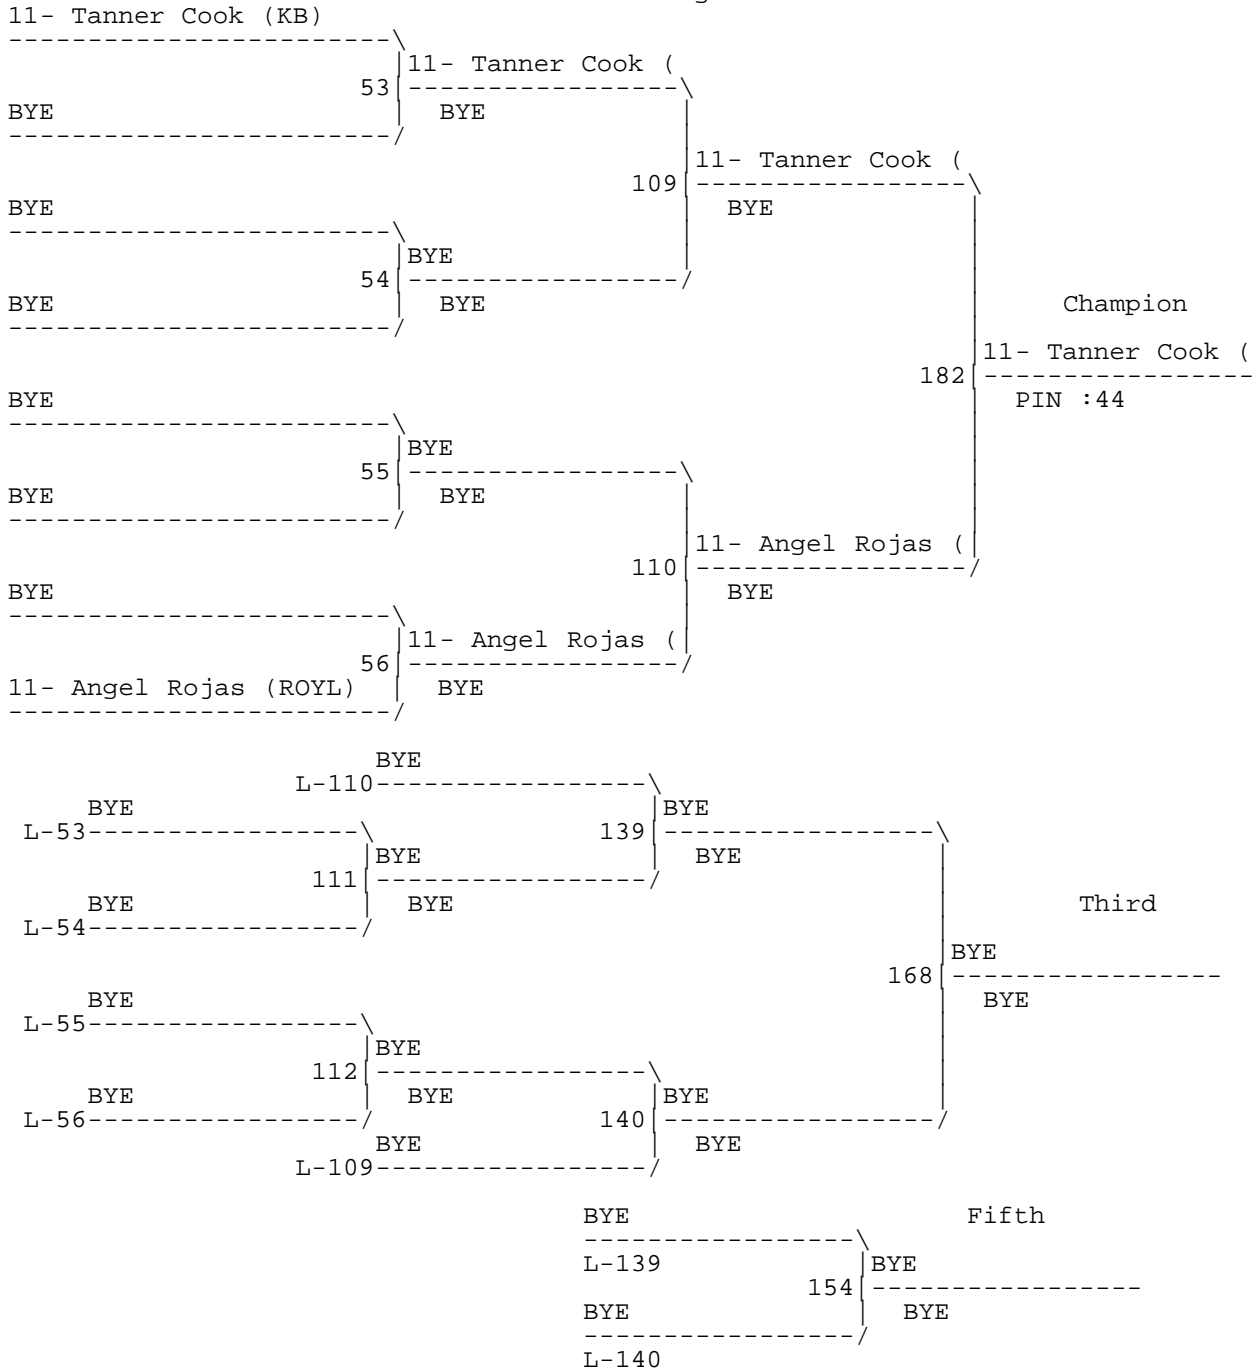 11- Tanner Cook (KB)
11- Tanner Cook (
53
BYE
BYE
11- Tanner Cook (
109
BYE
BYE
BYE
54
BYE
BYE
Champion
11- Tanner Cook (
182
PIN :44
BYE
BYE
55
BYE
BYE
11- Angel Rojas (
110
BYE
BYE
11- Angel Rojas (
56
11- Angel Rojas (ROYL)
BYE
BYE
L-110
BYE
BYE
L-53
139
BYE
BYE
111
BYE
BYE
Third
L-54
BYE
168
BYE
BYE
L-55
BYE
112
BYE
BYE
BYE
L-56
140
BYE
BYE
L-109
BYE
Fifth
L-139
BYE
154
BYE
BYE
L-140